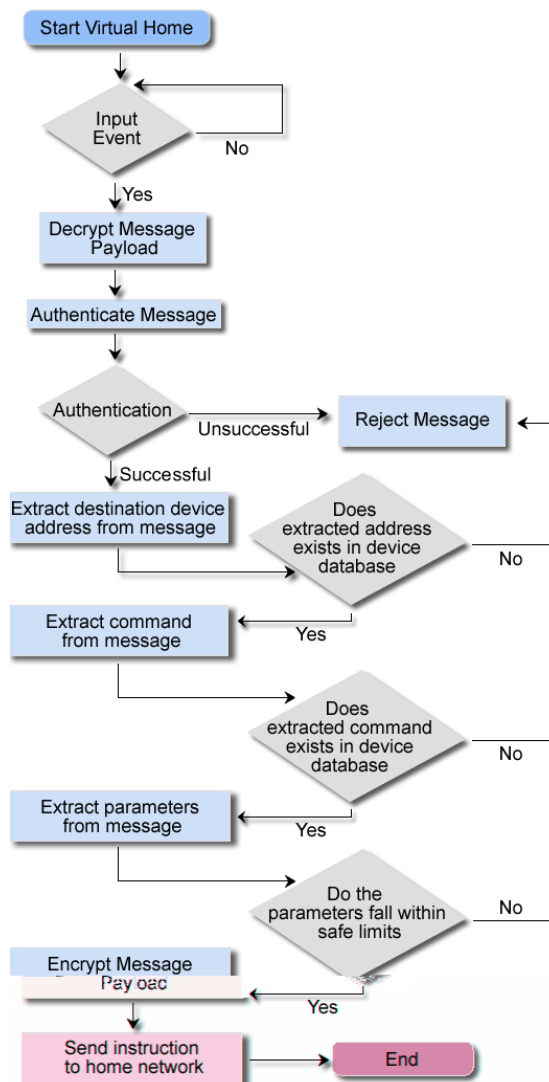 Start Virtual Home
Input
Event
No
Yes
Decrypt Message
Payload
Authenticate Message
Authentication
Unsuccessful
Reject Message
Successful
Extract destination device
address from message
Does
extracted address
exists in device
database
No
Yes
Extract command
from message
Does
extracted command
exists in device
database
No
Yes
Extract parameters
from message
Do the
parameters fall within
safe limits
No
Encrypt Message
Payload
Yes
Send instruction
to home network
End